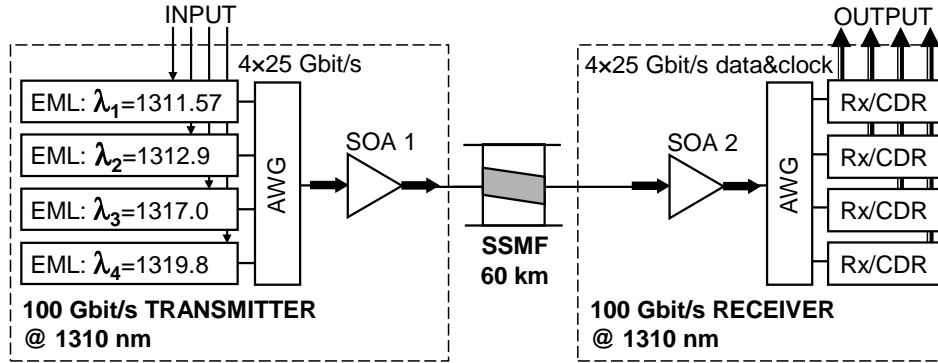 INPUT
4×25 Gbit/s
EML: λ1=1311.57
EML: λ2=1312.9
EML: λ3=1317.0
EML: λ4=1319.8
AWG
SOA 1
100 Gbit/s TRANSMITTER
@ 1310 nm
SSMF
60 km
OUTPUT
4×25 Gbit/s data&clock
SOA 2
AWG
Rx/CDR
Rx/CDR
Rx/CDR
Rx/CDR
100 Gbit/s RECEIVER
@ 1310 nm